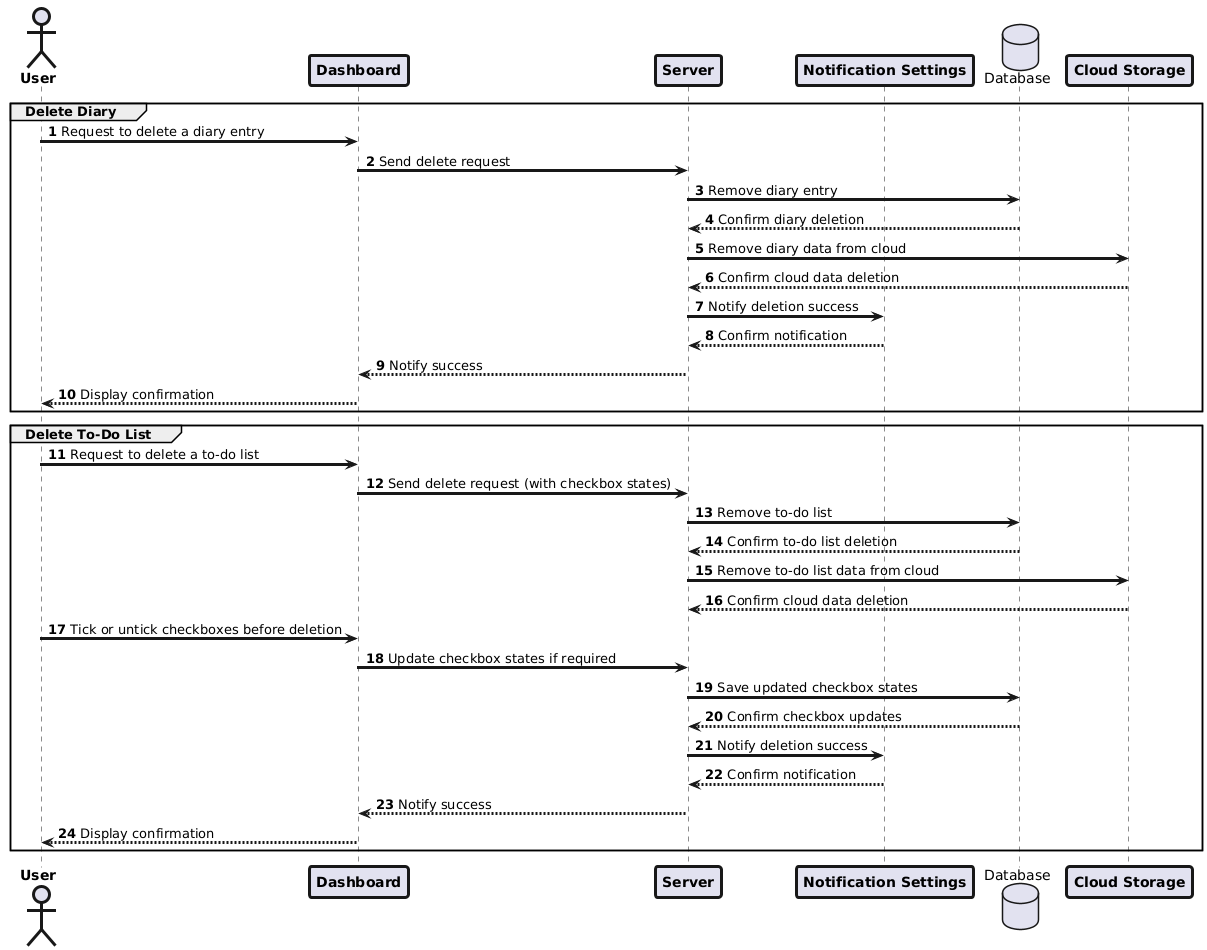 User
Dashboard
Server
Notification Settings
Database
Cloud Storage
Delete Diary
1 Request to delete a diary entry
2 Send delete request
3 Remove diary entry
4 Confirm diary deletion
5 Remove diary data from cloud
6 Confirm cloud data deletion
7 Notify deletion success
8 Confirm notification
9 Notify success
10 Display confirmation
Delete To-Do List
11 Request to delete a to-do list
12 Send delete request (with checkbox states)
13 Remove to-do list
14 Confirm to-do list deletion
15 Remove to-do list data from cloud
16 Confirm cloud data deletion
17 Tick or untick checkboxes before deletion
18 Update checkbox states if required
19 Save updated checkbox states
20 Confirm checkbox updates
21 Notify deletion success
22 Confirm notification
23 Notify success
24 Display confirmation
User
Dashboard
Server
Notification Settings
Database
Cloud Storage